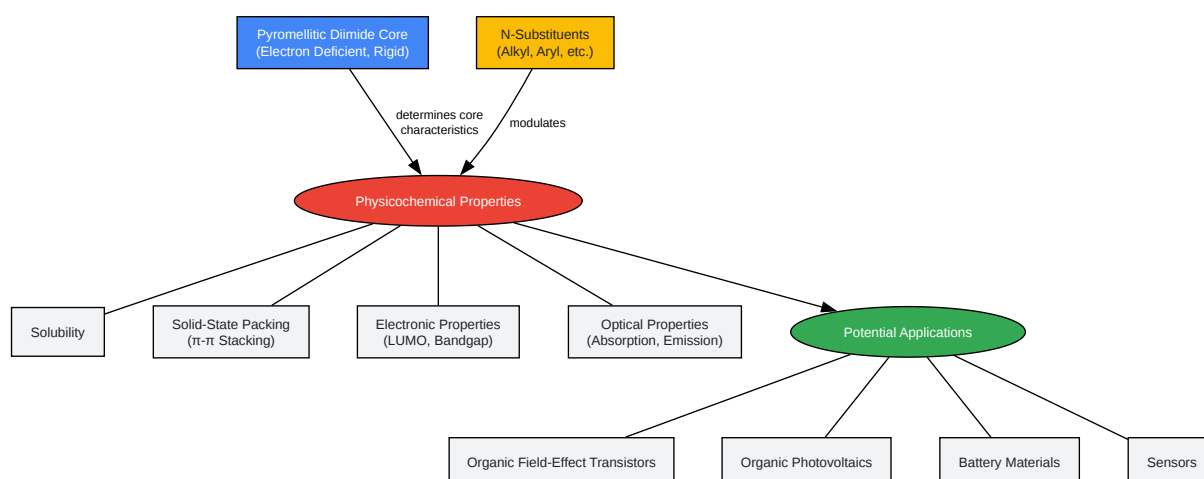 Pyromellitic Diimide Core
(Electron Deficient, Rigid)
N-Substituents
(Alkyl, Aryl, etc.)
determines core
characteristics
modulates
Physicochemical Properties
Solubility
Solid-State Packing
(π-π Stacking)
Electronic Properties
(LUMO, Bandgap)
Optical Properties
(Absorption, Emission)
Potential Applications
Organic Field-Effect Transistors
Organic Photovoltaics
Battery Materials
Sensors